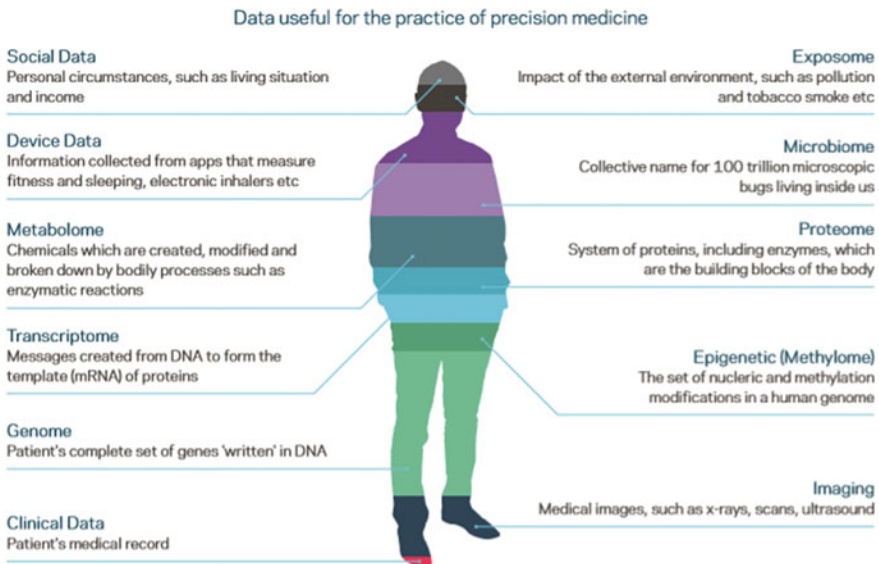 Data useful for the practice of precision medicine
Social Data
Personal circumstances, such as living situation
and income
Device Data
Information collected from apps that measure
fitness and sleeping, electronic inhalers etc
Metabolome
Chemicals which are created, modified and
broken down by bodily processes such as
enzymatic reactions
Transcriptome
Messages created from DNA to form the
template (mRNA) of proteins
Genome
Patient's complete set of genes 'written' in DNA
Clinical Data
Patient's medical record
Exposome
Impact of the external environment, such as pollution
and tobacco smoke etc
Microbiome
Collective name for 100 trillion microscopic
bugs living inside us
Proteome
System of proteins, including enzymes, which
are the building blocks of the body
Epigenetic (Methylome)
The set of nucleric and methylation
modifications in a human genome
Imaging
Medical images, such as x-rays, scans, ultrasound